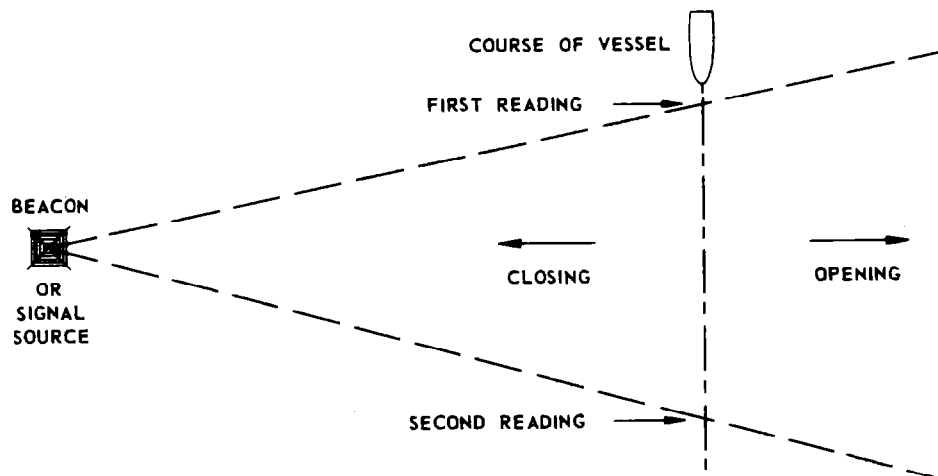 COURSE OF VESSEL
FIRST READING
BEACON
OR
SIGNAL
SOURCE
CLOSING
OPENING
SECOND READING